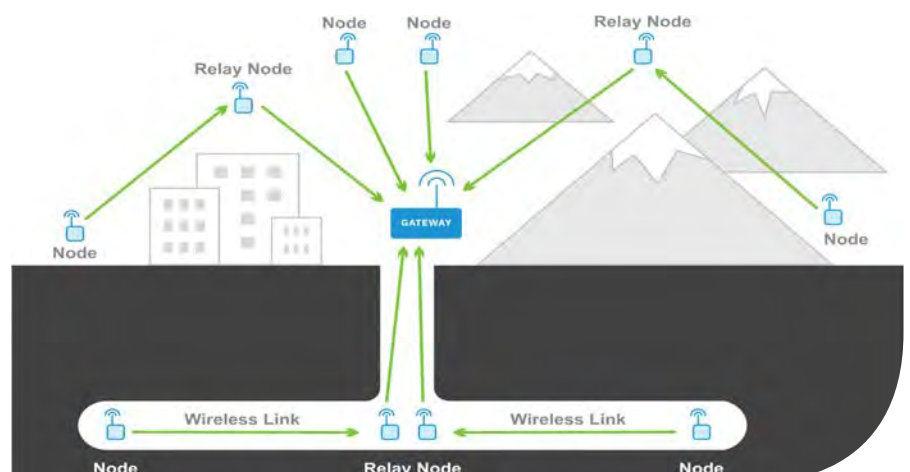 Node
Node
Relay Node
Relay Node
GATEWAY
Node
Node
Wireless Link
Wireless Link
Node
Relay Node
Node